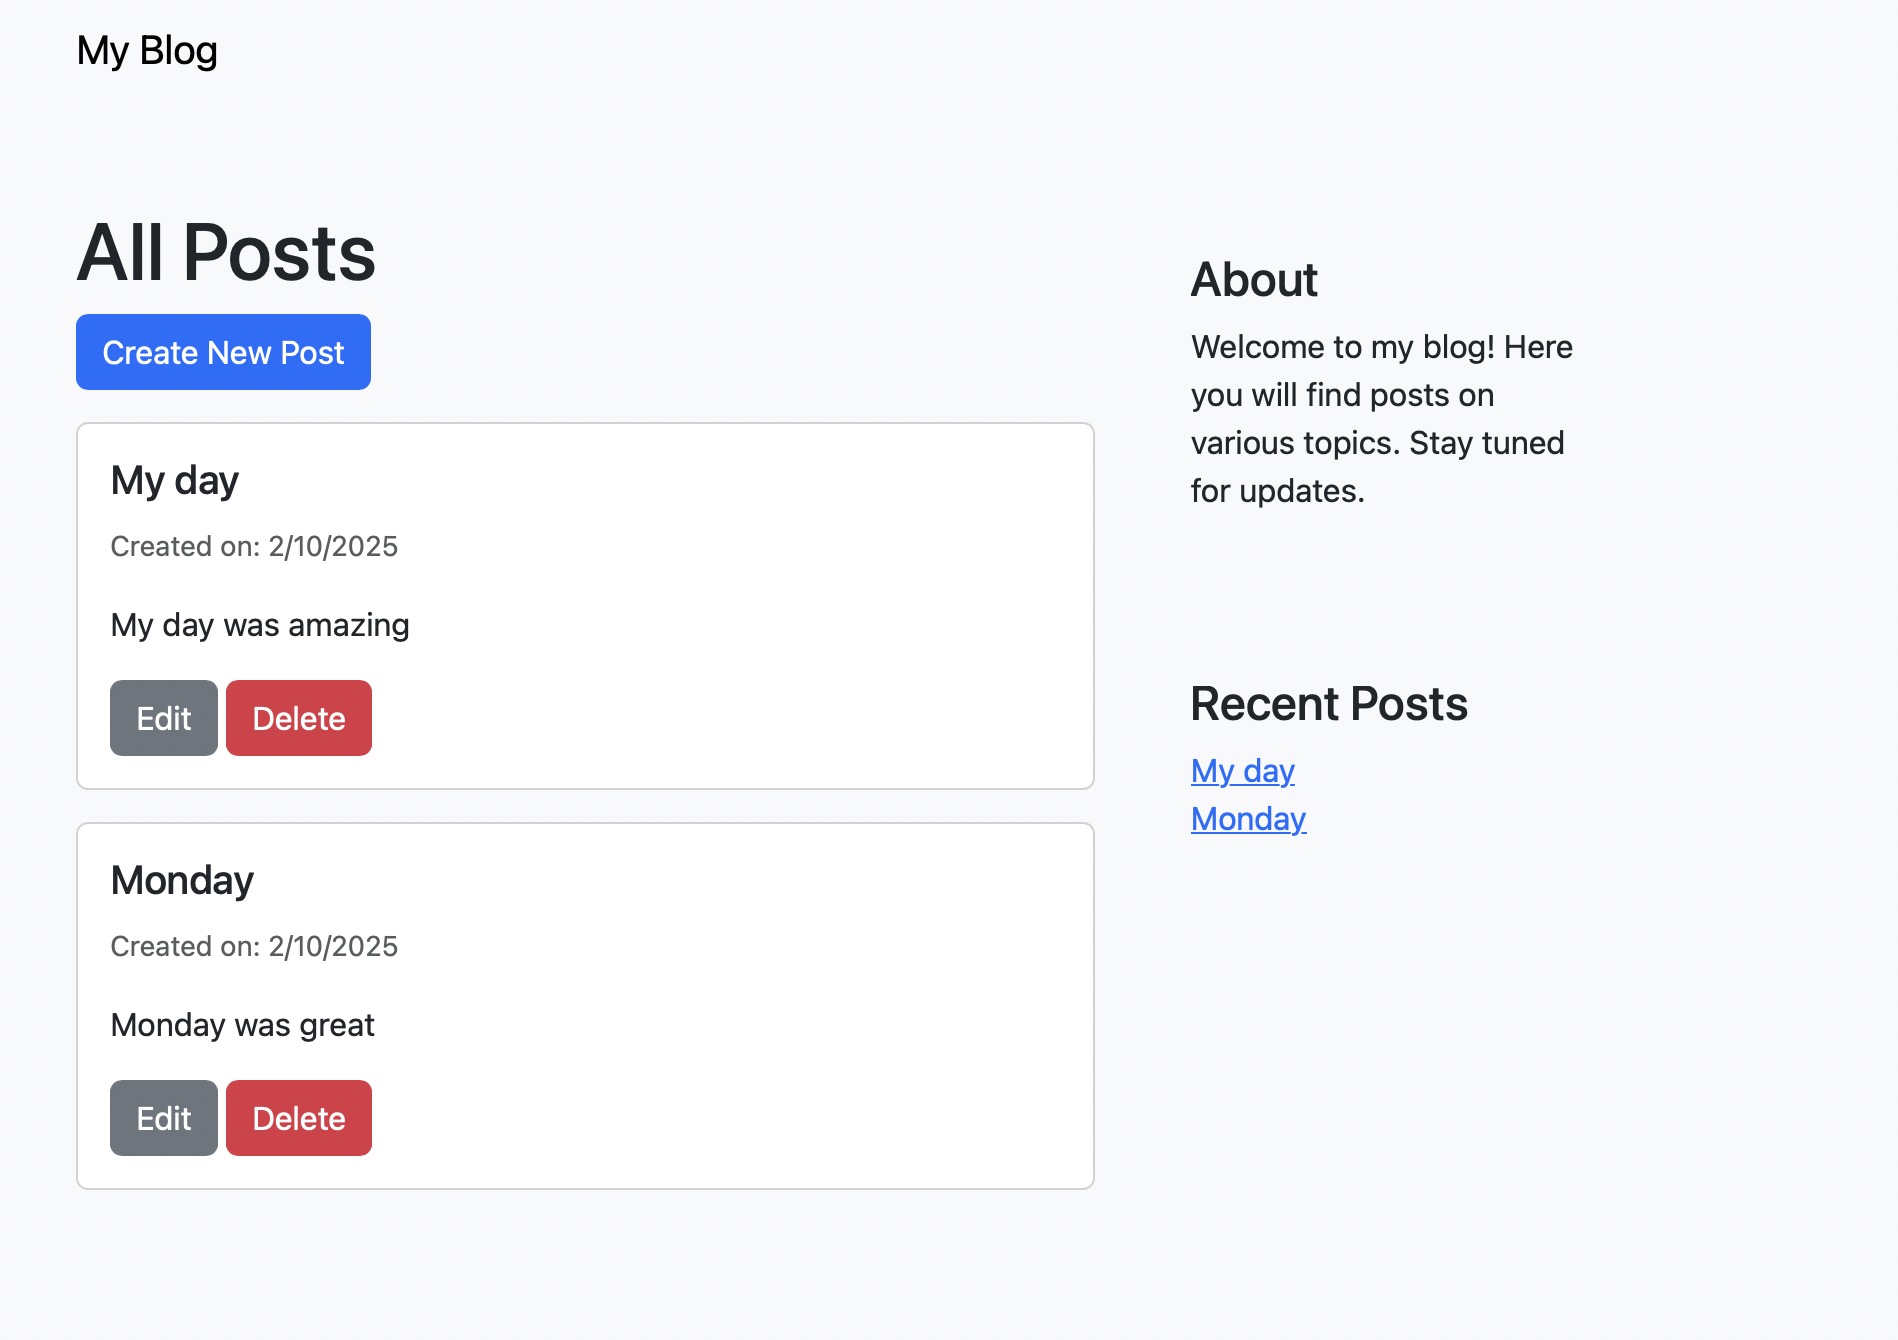 My Blog
All Posts
Create New Post
My day
Created on: 2/10/2025
My day was amazing
Edit Delete
Monday
Created on: 2/10/2025
Monday was great
Edit Delete
About
Welcome to my blog! Here
you will find posts on
various topics. Stay tuned
for updates.
Recent Posts
My day
Monday